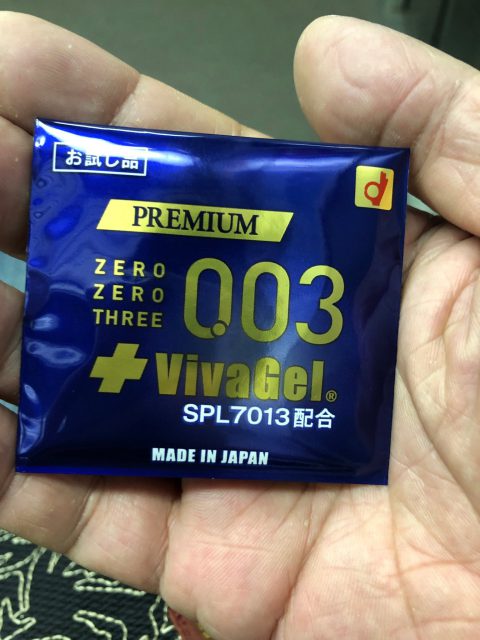 お試し品
PREMIUM
ZERO
ZERO
THREE
0.03
VivaGel®
SPL7013配合
MADE IN JAPAN